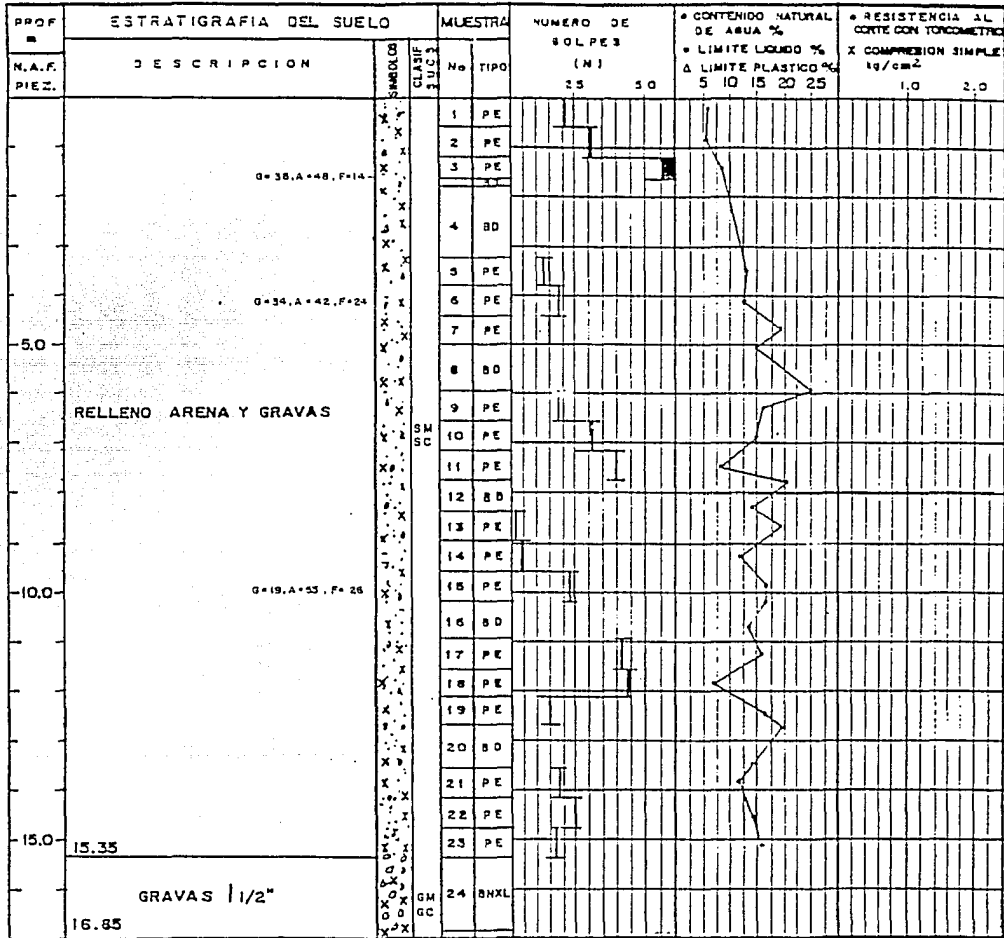 PROF m
ESTRATIGRAFIA DEL SUELO
MUESTRA
NUMERO DE GOLPES (N)
• CONTENIDO NATURAL DE AGUA %
• LIMITE LIQUIDO %
Δ LIMITE PLASTICO %
• RESISTENCIA AL CORTE CON TORCOMETRO
X COMPRESION SIMPLE
kg/cm2
N.A.F. PIEZ.
DESCRIPCION
SIMBOLOS
CLASIF SUCS
No TIPO
25 50
5 10 15 20 25
1.0 2.0
1 PE
2 PE
3 PE
G=38, A=48, F=14
4 BD
5 PE
G=34, A=42, F=24
6 PE
7 PE
-5.0
8 BD
RELLENO ARENA Y GRAVAS
9 PE
SM
SC
10 PE
11 PE
12 BD
13 PE
14 PE
-10.0
G=19, A=55, F=26
15 PE
16 BD
17 PE
18 PE
19 PE
20 BD
21 PE
22 PE
-15.0
23 PE
15.35
GRAVAS 1 1/2"
GM
GC
24 BNXL
16.85